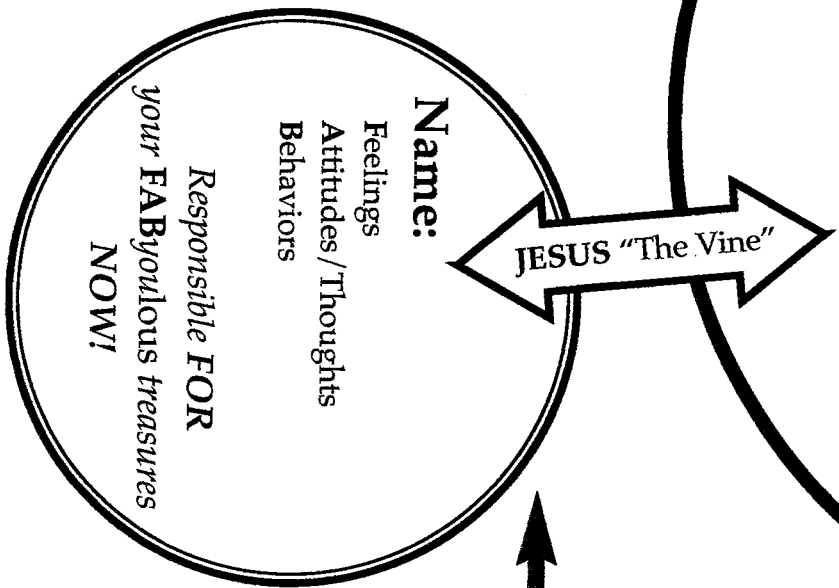 Name:
Feelings
Attitudes/Thoughts
Behaviors
Responsible FOR
your FAByoulous treasures
NOW!
JESUS "The Vine"